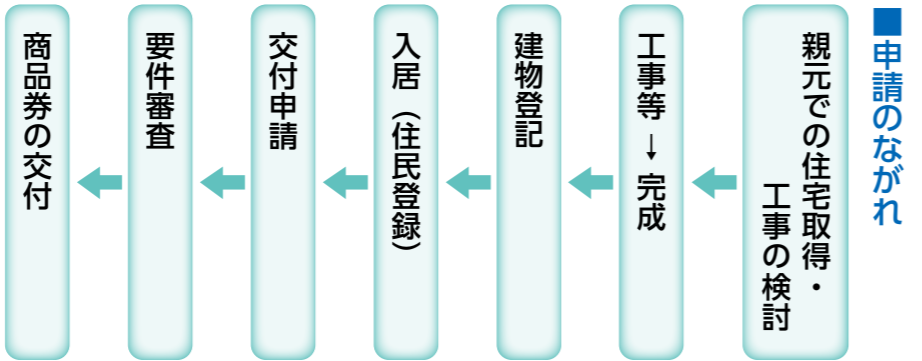 ■申請のながれ
親元での住宅取得・
工事の検討
工事等→完成
建物登記
入居（住民登録）
交付申請
要件審査
商品券の交付